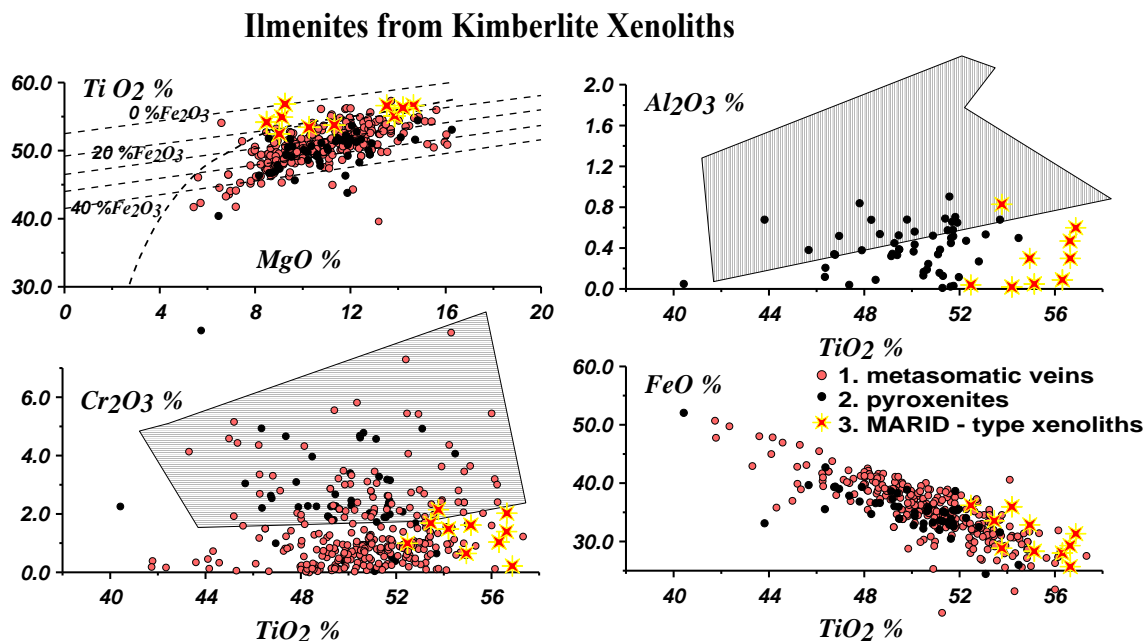 Ilmenites from Kimberlite Xenoliths
Ti O2 %
60.0
50.0
40.0
30.0
0 %Fe2O3
20 %Fe2O3
40 %Fe2O3
MgO %
0 4 8 12 16 20
Al2O3 %
2.0
1.6
1.2
0.8
0.4
0.0
44 48 52 56
TiO2 %
Cr2O3 %
6.0
4.0
2.0
0.0
40 44 48 52 56
TiO2 %
FeO %
60.0
50.0
40.0
30.0
1. metasomatic veins
2. pyroxenites
3. MARID - type xenoliths
40 44 48 52 56
TiO2 %